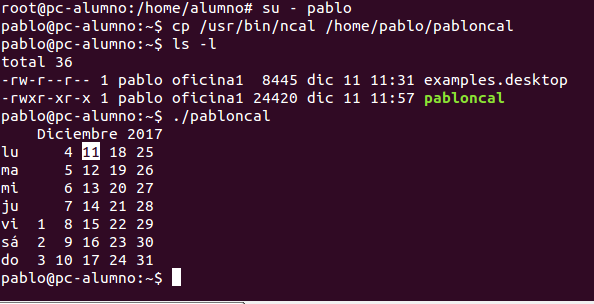 root@pc-alumno:/home/alumno# su - pablo
pablo@pc-alumno:~$ cp /usr/bin/ncal /home/pablo/pabloncal
pablo@pc-alumno:~$ ls -l
total 36
-rw-r--r-- 1 pablo oficina1  8445 dic 11 11:31 examples.desktop
-rwxr-xr-x 1 pablo oficina1 24420 dic 11 11:57 pabloncal
pablo@pc-alumno:~$ ./pabloncal
    Diciembre 2017
lu     4 11 18 25
ma     5 12 19 26
mi     6 13 20 27
ju     7 14 21 28
vi  1  8 15 22 29
sá  2  9 16 23 30
do  3 10 17 24 31
pablo@pc-alumno:~$